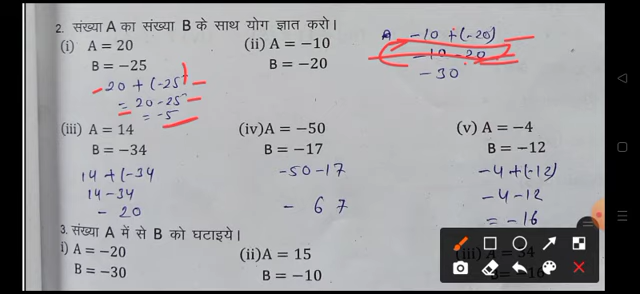 2. संख्या A का संख्या B के साथ योग ज्ञात करो।
(i) A = 20
B = -25
20 + (-25)
= 20 - 25
= -5
(ii) A = -10
B = -20
A -10 + (-20)
-10 - 20
- 30
(iii) A = 14
B = -34
14 + (-34
14 - 34
- 20
(iv) A = -50
B = -17
-50 - 17
- 67
(v) A = -4
B = -12
-4 + (-12)
-4 - 12
= -16
3. संख्या A में से B को घटाइये।
i) A = -20
B = -30
(ii) A = 15
B = -10
(iii) A = 34